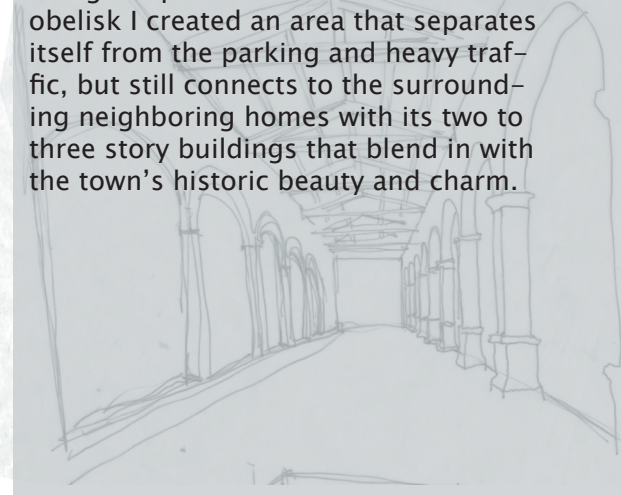 obelisk I created an area that separates
itself from the parking and heavy traf–
fic, but still connects to the surround–
ing neighboring homes with its two to
three story buildings that blend in with
the town’s historic beauty and charm.